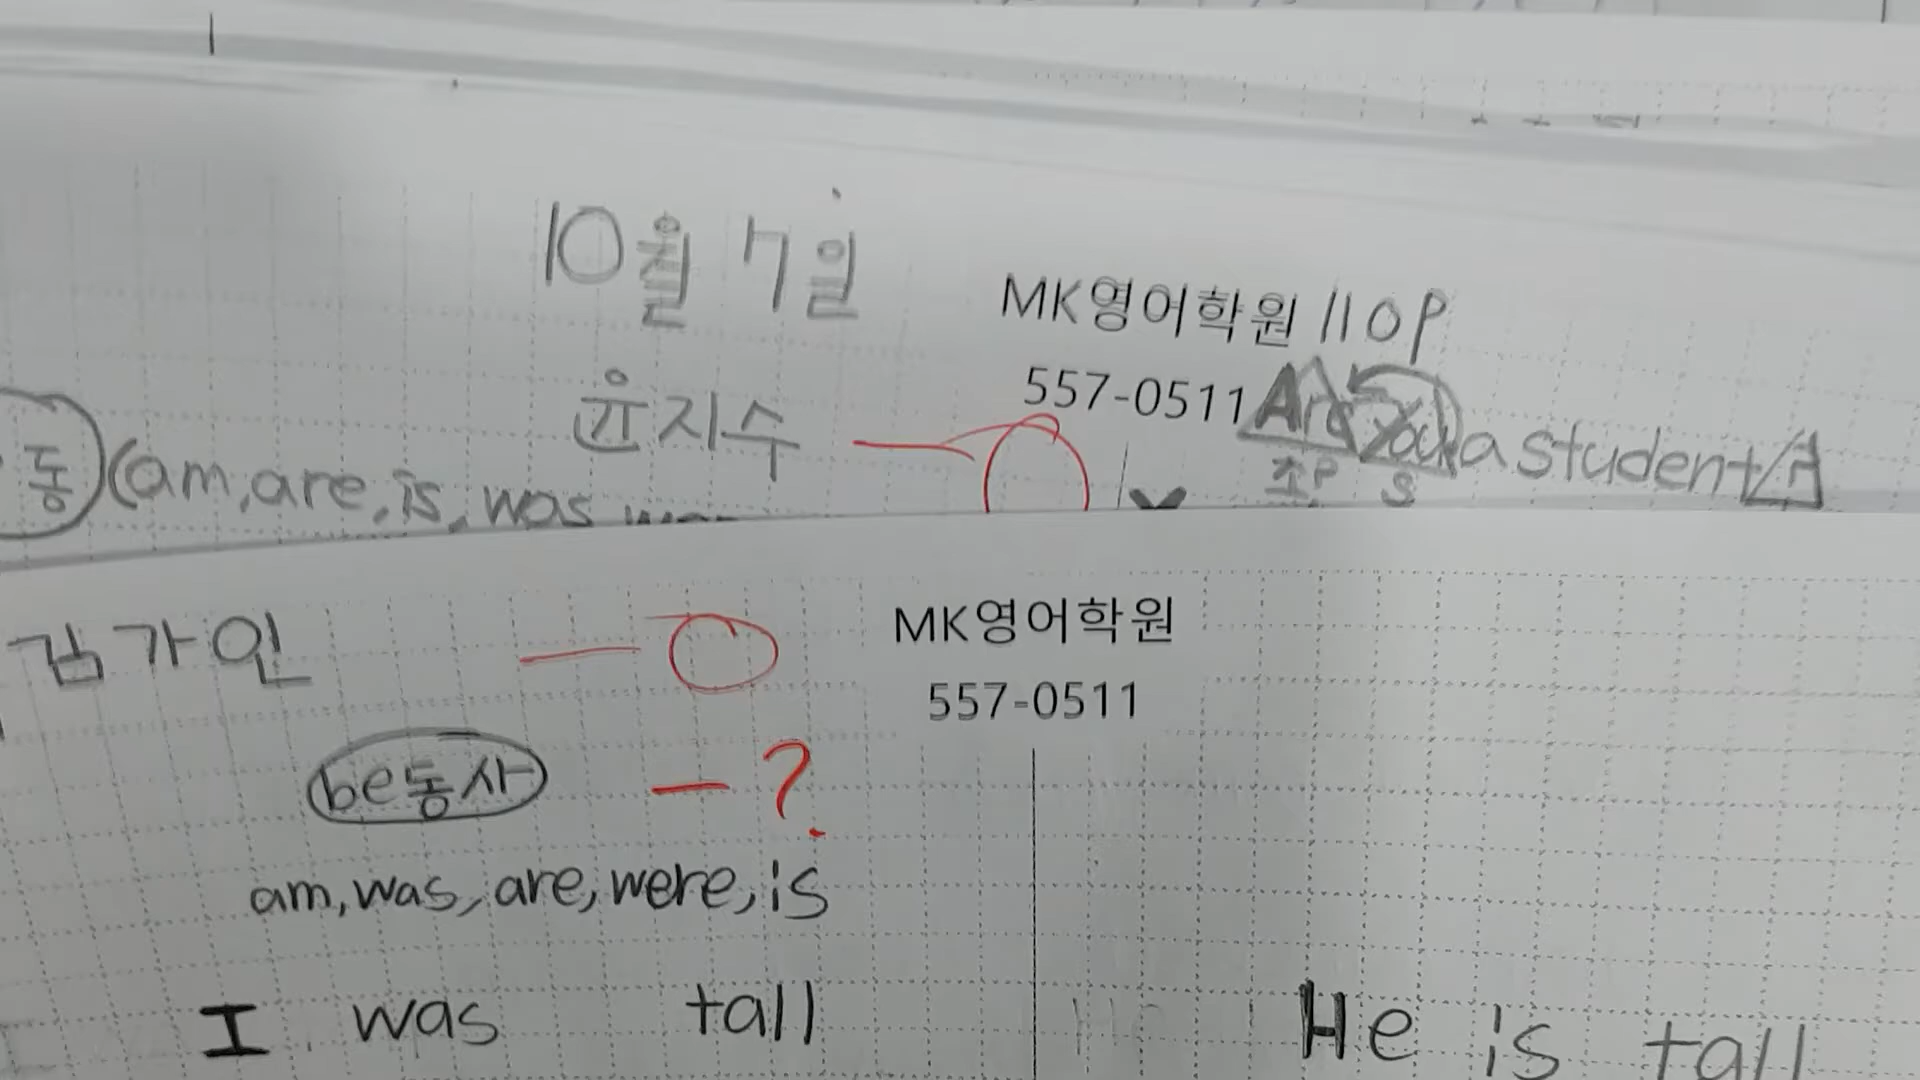 10월 7일
MK영어학원 110p
윤지수
557-0511
Are you a student
조P S
동 (am, are, is, was
김가인
MK영어학원
557-0511
be동사 - ?
am, was, are, were, is
I was tall
He is tall